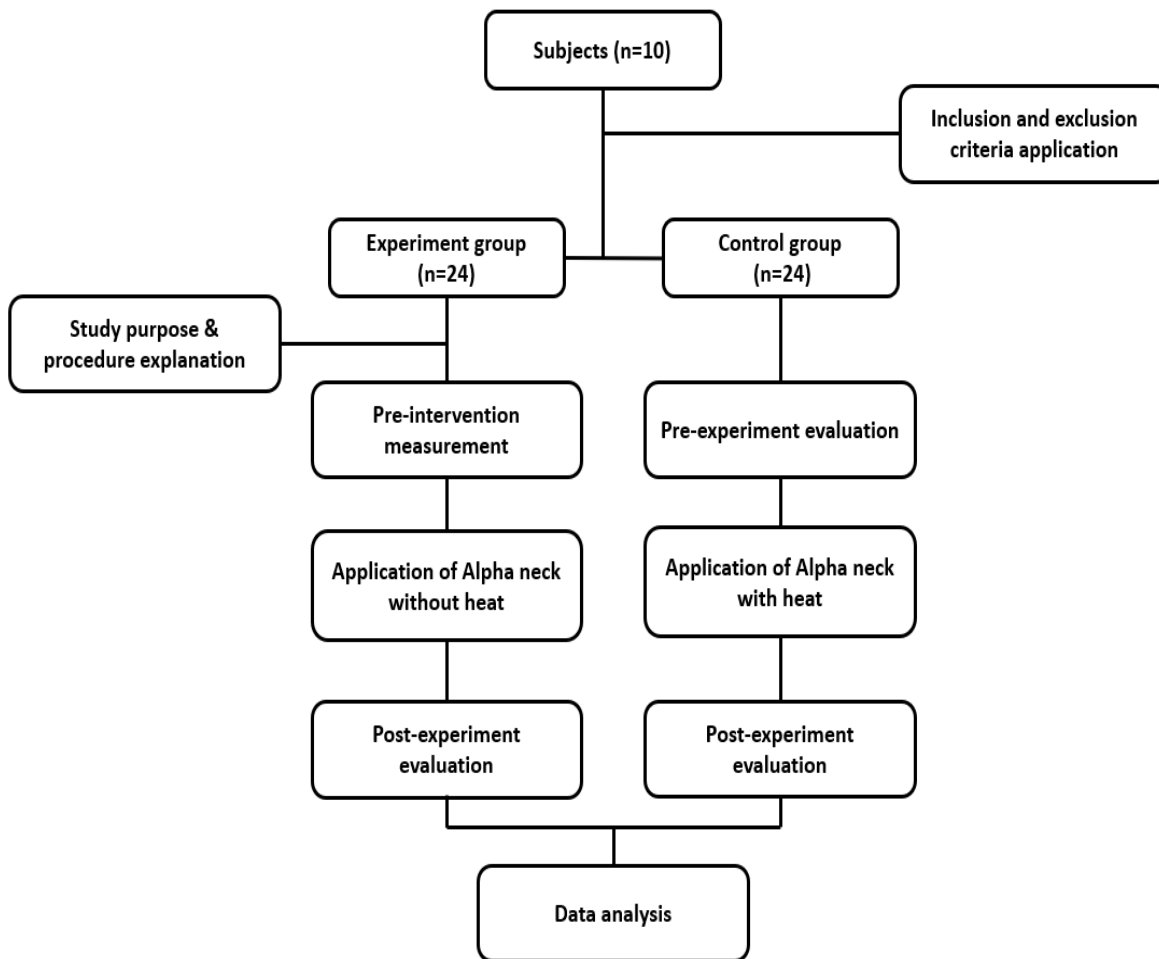 Subjects (n=10)
Inclusion and exclusion
criteria application
Experiment group
(n=24)
Control group
(n=24)
Study purpose &
procedure explanation
Pre-intervention
measurement
Pre-experiment evaluation
Application of Alpha neck
without heat
Application of Alpha neck
with heat
Post-experiment
evaluation
Post-experiment
evaluation
Data analysis